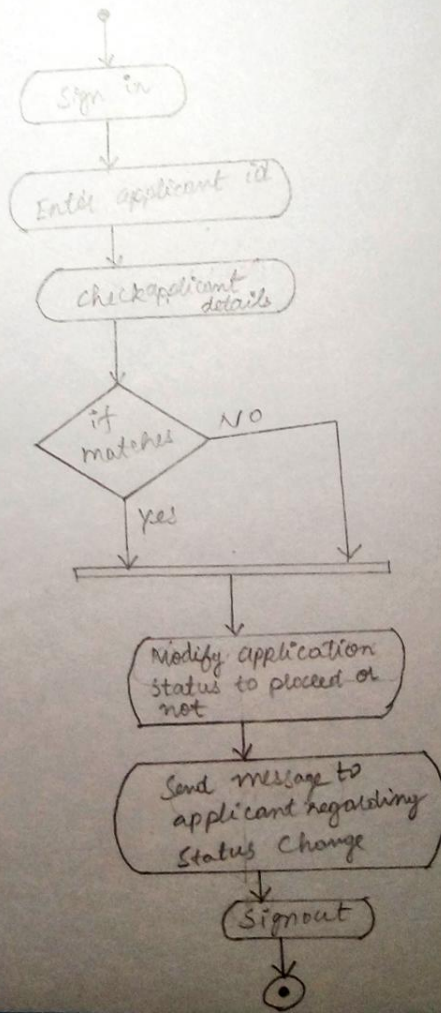 Sign in
Enter applicant id
Check applicant
details
if
matches
NO
yes
Modify application
status to proceed or
not
Send message to
applicant regarding
Status Change
Signout